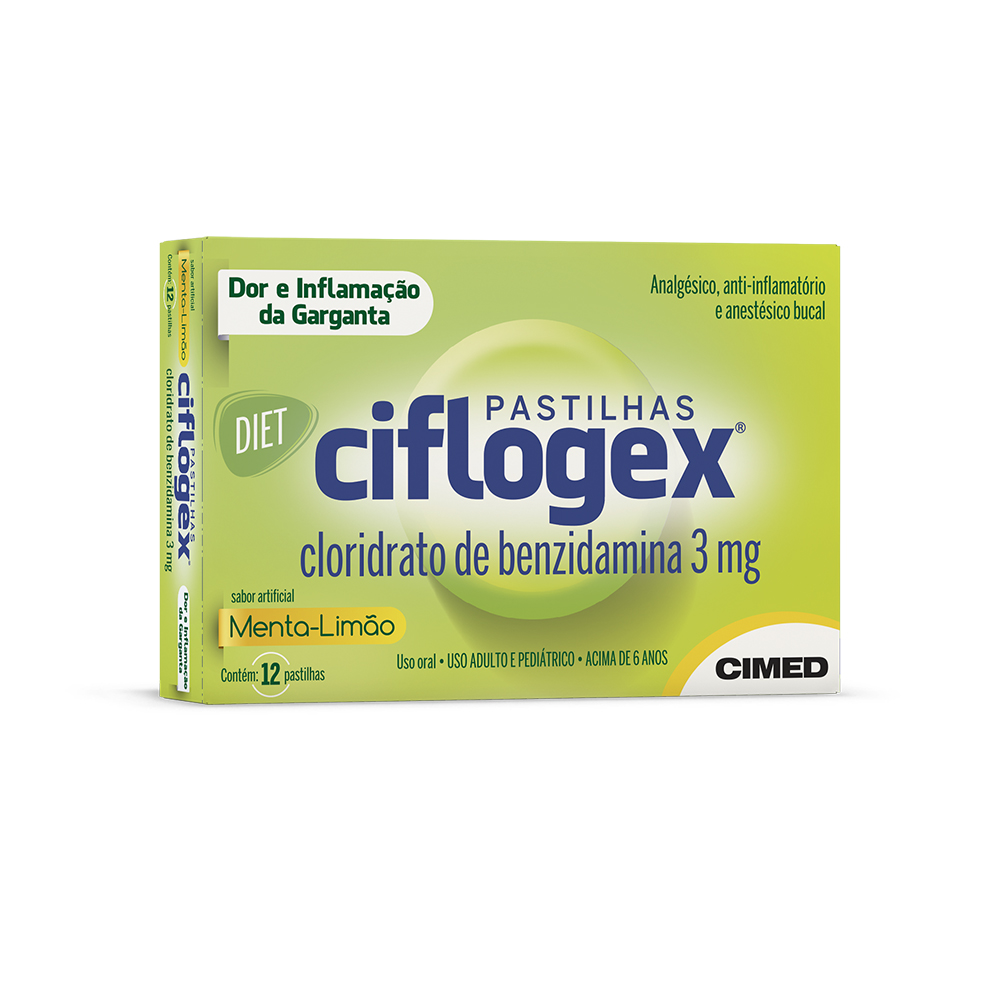 Dor e Inflamação
da Garganta
Analgésico, anti-inflamatório
e anestésico bucal
DIET
PASTILHAS
ciflogex®
cloridrato de benzidamina 3 mg
sabor artificial
Menta-Limão
Contém: 12 pastilhas
Uso oral • USO ADULTO E PEDIÁTRICO • ACIMA DE 6 ANOS
CIMED
sabor artificial
Menta-Limão
Contém: 12 pastilhas
PASTILHAS
ciflogex®
cloridrato de benzidamina 3 mg
Dor e Inflamação
da Garganta